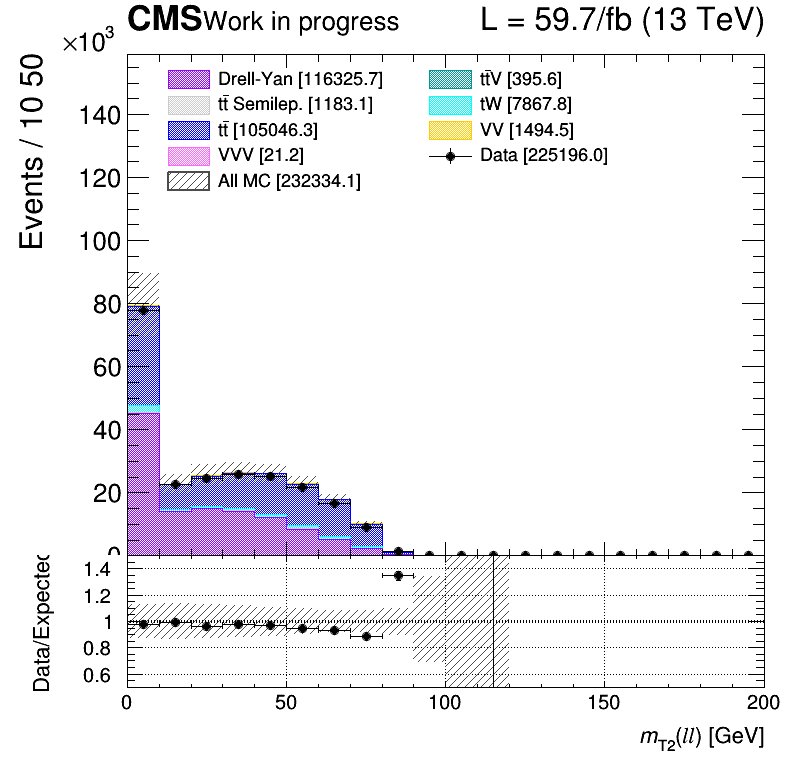 CMS Work in progress L = 59.7/fb (13 TeV)
×10³
Events / 10 50
Drell-Yan [116325.7]
tt̄ Semilep. [1183.1]
tt̄ [105046.3]
VVV [21.2]
All MC [232334.1]
tt̄V [395.6]
tW [7867.8]
VV [1494.5]
Data [225196.0]
140
120
100
80
60
40
20
0
Data/Expected
1.4
1.2
1
0.8
0.6
0 50 100 150 200
m_T2(ll) [GeV]